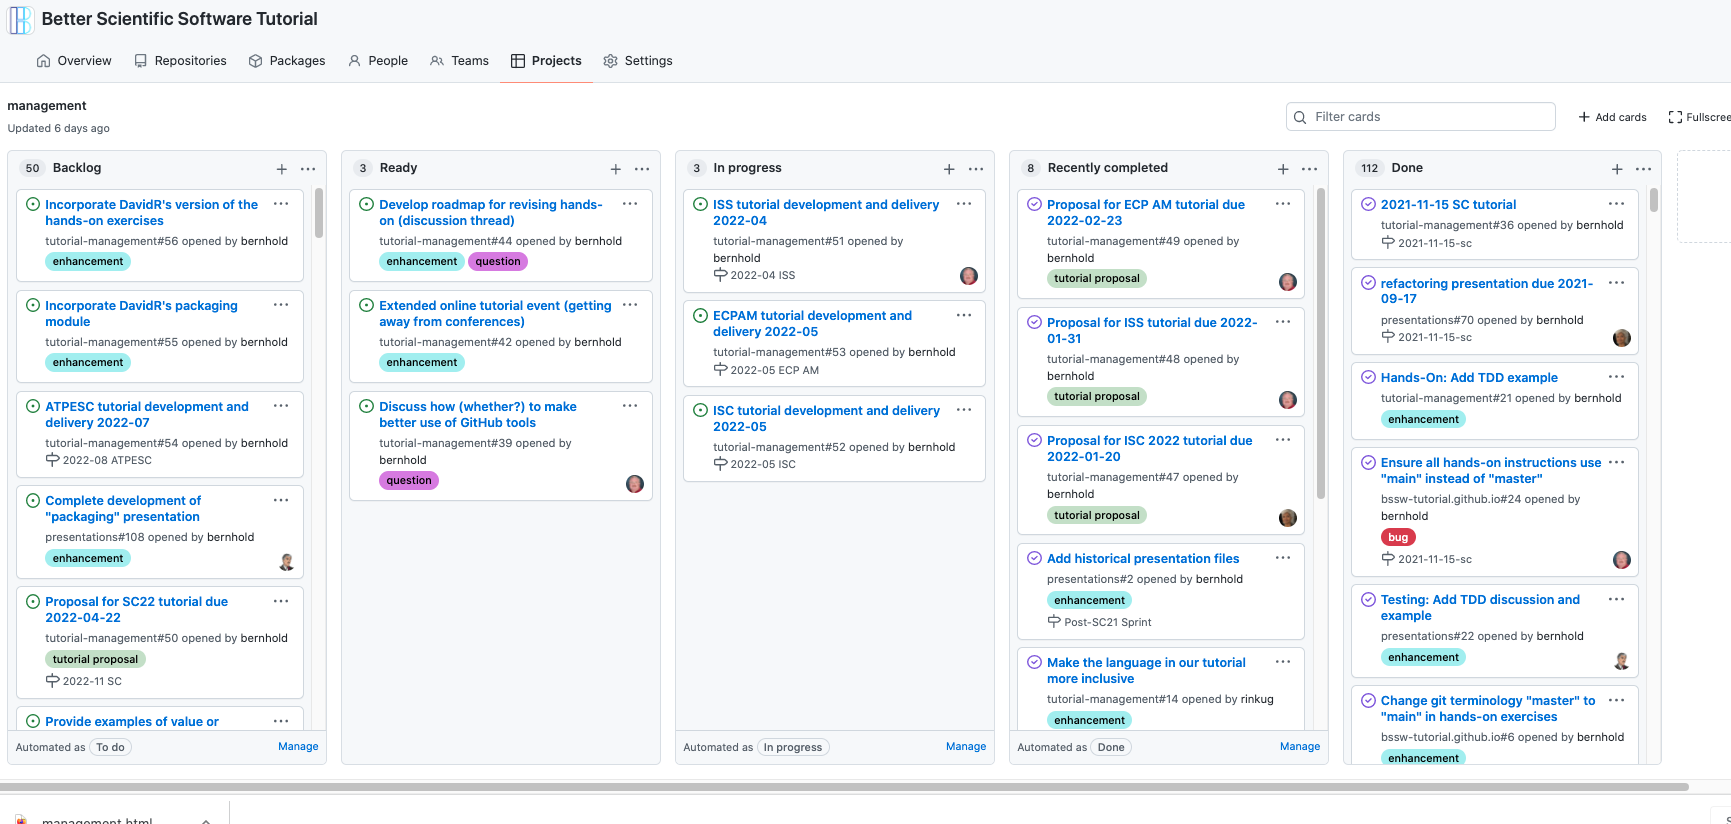 Better Scientific Software Tutorial
Overview
Repositories
Packages
People
Teams
Projects
Settings
management
Updated 6 days ago
Filter cards
Add cards
Fullscree
50 Backlog
Incorporate DavidR's version of the
hands-on exercises
tutorial-management#56 opened by bernhold
enhancement
Incorporate DavidR's packaging
module
tutorial-management#55 opened by bernhold
enhancement
ATPESC tutorial development and
delivery 2022-07
tutorial-management#54 opened by bernhold
2022-08 ATPESC
Complete development of
"packaging" presentation
presentations#108 opened by bernhold
enhancement
Proposal for SC22 tutorial due
2022-04-22
tutorial-management#50 opened by bernhold
tutorial proposal
2022-11 SC
Provide examples of value or
Automated as To do
Manage
3 Ready
Develop roadmap for revising hands-
on (discussion thread)
tutorial-management#44 opened by bernhold
enhancement question
Extended online tutorial event (getting
away from conferences)
tutorial-management#42 opened by bernhold
enhancement
Discuss how (whether?) to make
better use of GitHub tools
tutorial-management#39 opened by
bernhold
question
3 In progress
ISS tutorial development and delivery
2022-04
tutorial-management#51 opened by
bernhold
2022-04 ISS
ECPAM tutorial development and
delivery 2022-05
tutorial-management#53 opened by bernhold
2022-05 ECP AM
ISC tutorial development and delivery
2022-05
tutorial-management#52 opened by bernhold
2022-05 ISC
Automated as In progress
Manage
8 Recently completed
Proposal for ECP AM tutorial due
2022-02-23
tutorial-management#49 opened by
bernhold
tutorial proposal
Proposal for ISS tutorial due 2022-
01-31
tutorial-management#48 opened by
bernhold
tutorial proposal
Proposal for ISC 2022 tutorial due
2022-01-20
tutorial-management#47 opened by
bernhold
tutorial proposal
Add historical presentation files
presentations#2 opened by bernhold
enhancement
Post-SC21 Sprint
Make the language in our tutorial
more inclusive
tutorial-management#14 opened by rinkug
enhancement
Automated as Done
Manage
112 Done
2021-11-15 SC tutorial
tutorial-management#36 opened by bernhold
2021-11-15-sc
refactoring presentation due 2021-
09-17
presentations#70 opened by bernhold
2021-11-15-sc
Hands-On: Add TDD example
tutorial-management#21 opened by bernhold
enhancement
Ensure all hands-on instructions use
"main" instead of "master"
bssw-tutorial.github.io#24 opened by
bernhold
bug
2021-11-15-sc
Testing: Add TDD discussion and
example
presentations#22 opened by bernhold
enhancement
Change git terminology "master" to
"main" in hands-on exercises
bssw-tutorial.github.io#6 opened by bernhold
enhancement
management.html